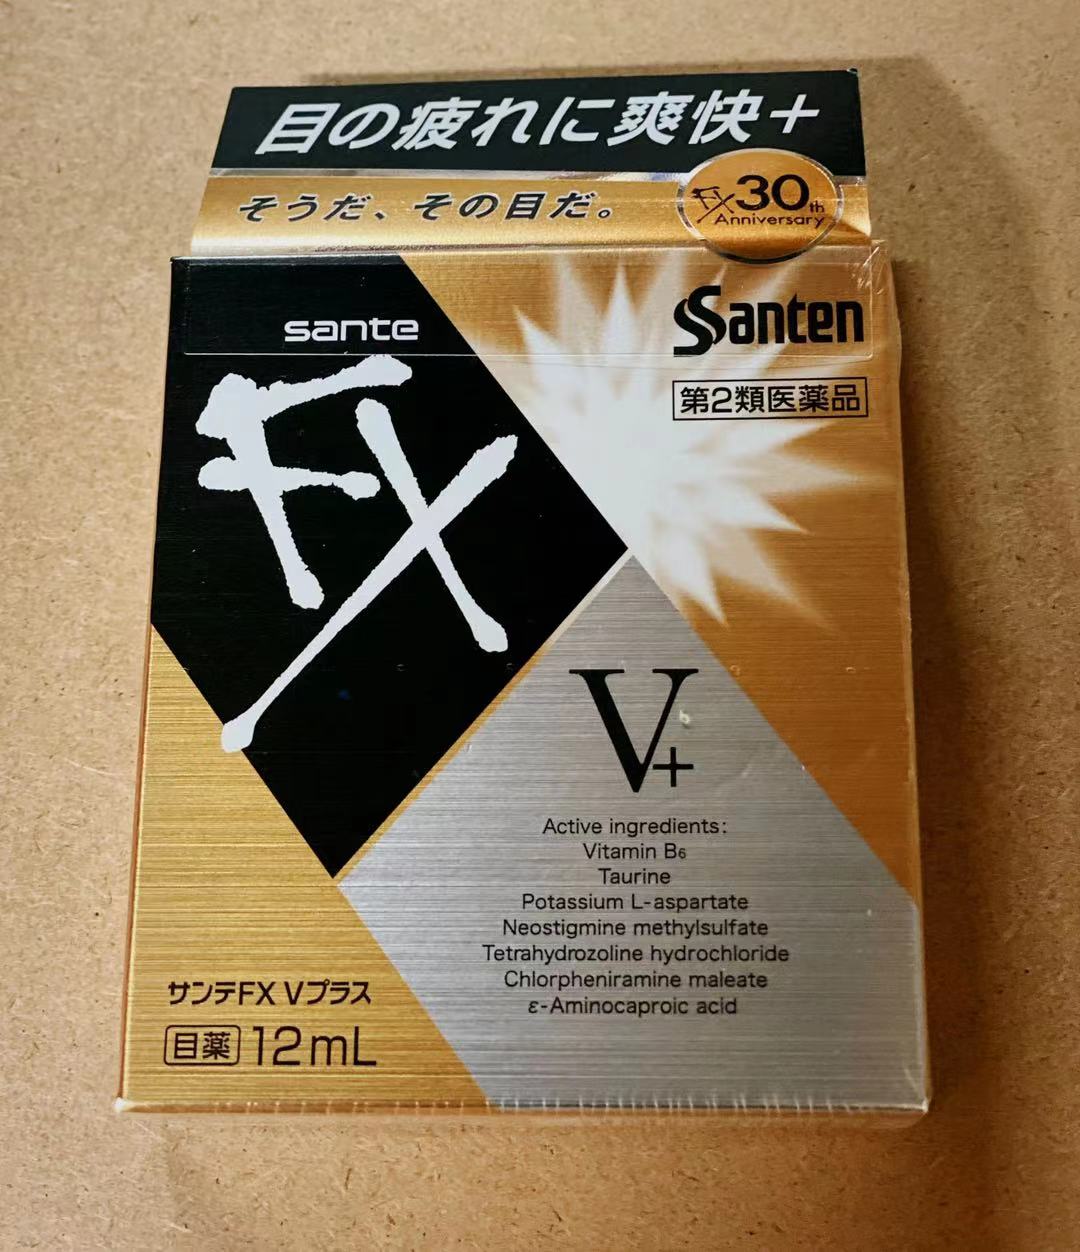 目の疲れに爽快+
そうだ、その目だ。
FX 30th
Anniversary
sante
Santen
第2類医薬品
FX
V+
Active ingredients:
Vitamin B₆
Taurine
Potassium L-aspartate
Neostigmine methylsulfate
Tetrahydrozoline hydrochloride
Chlorpheniramine maleate
ε-Aminocaproic acid
サンテFX Vプラス
目薬 12mL